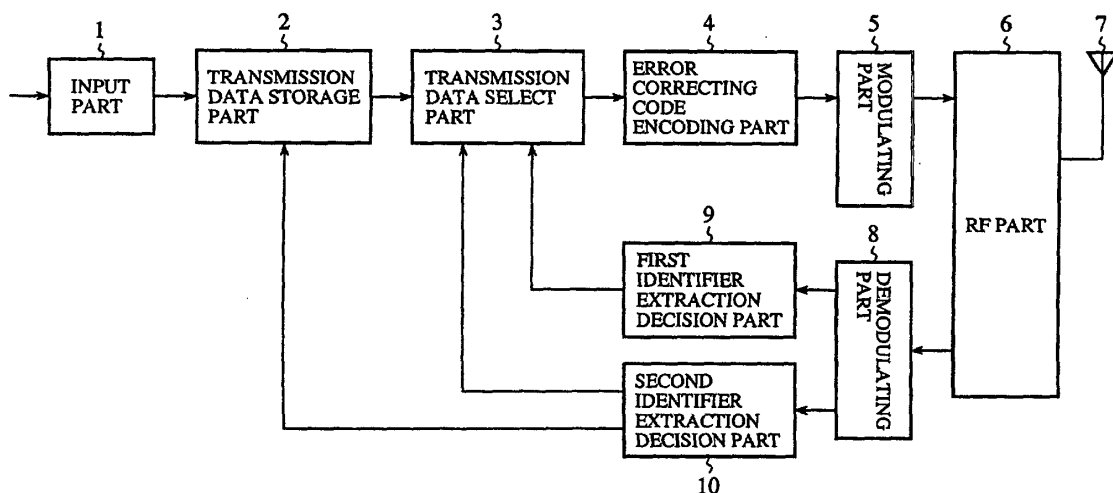 1
INPUT
PART
2
TRANSMISSION
DATA STORAGE
PART
3
TRANSMISSION
DATA SELECT
PART
4
ERROR
CORRECTING
CODE
ENCODING PART
5
MODULATING
PART
6
RF PART
7
8
DEMODULATING
PART
9
FIRST
IDENTIFIER
EXTRACTION
DECISION PART
SECOND
IDENTIFIER
EXTRACTION
DECISION PART
10